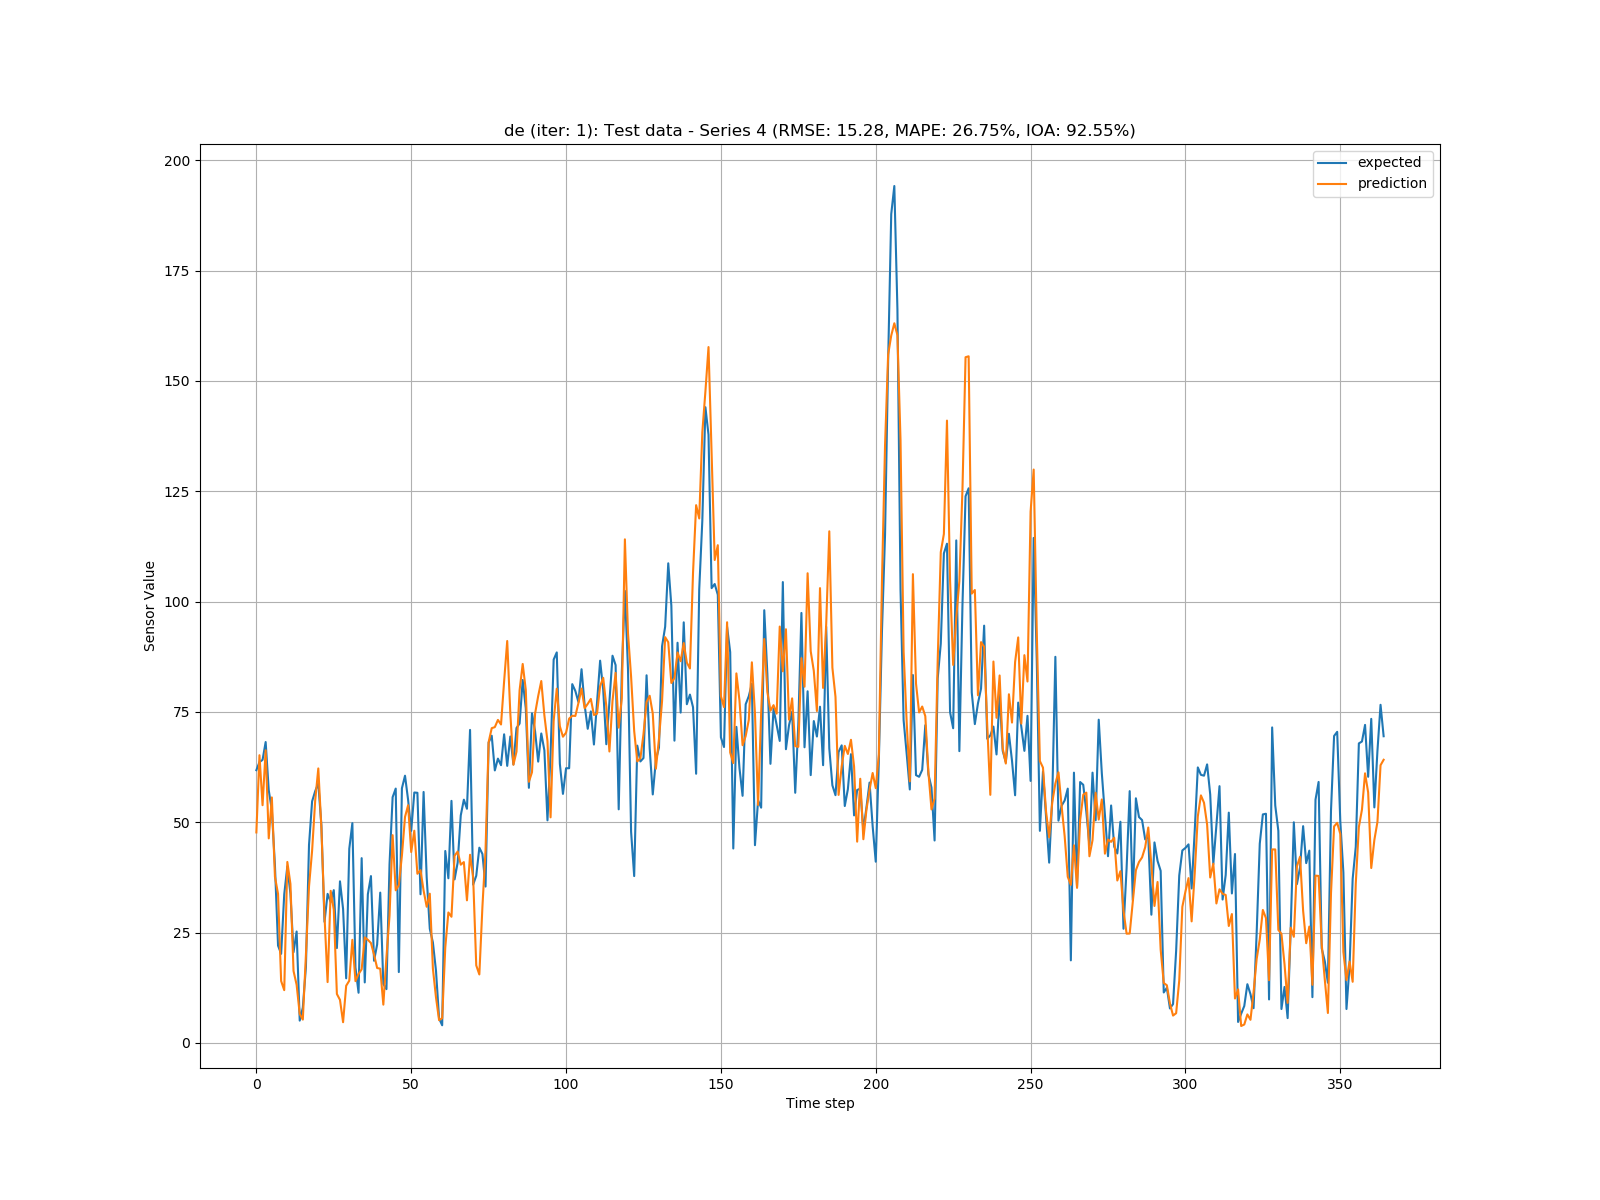 de (iter: 1): Test data - Series 4 (RMSE: 15.28, MAPE: 26.75%, IOA: 92.55%)
expected
prediction
200
175
150
125
100
75
50
25
0
Sensor Value
0 50 100 150 200 250 300 350
Time step